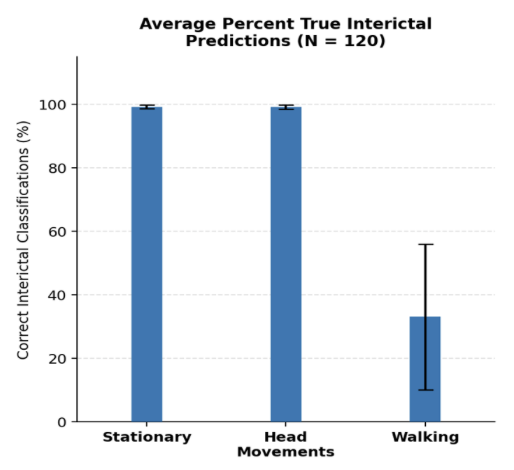 Average Percent True Interictal
Predictions (N = 120)
Correct Interictal Classifications (%)
100
80
60
40
20
0
Stationary
Head
Movements
Walking